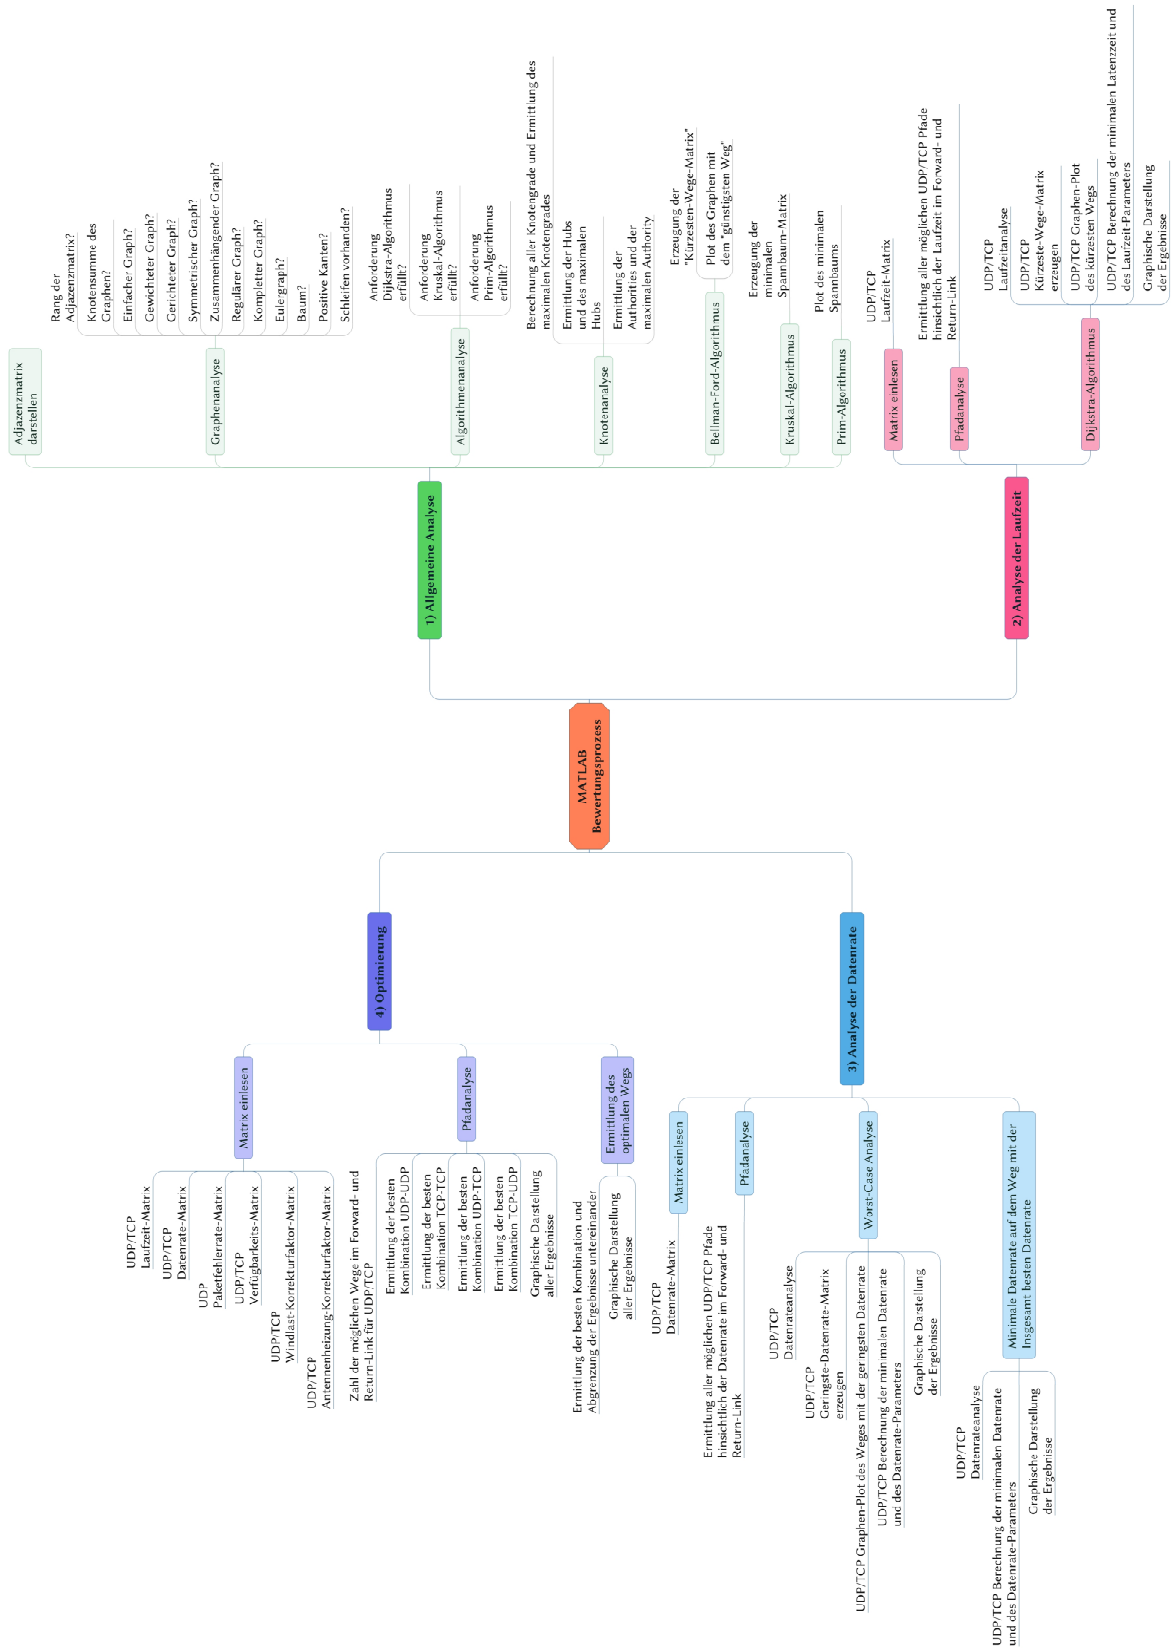 MATLAB
Bewertungsprozess
1) Allgemeine Analyse
Adjazenzmatrix
darstellen
Graphenanalyse
Rang der
Adjazenzmatrix?
Knotensumme des
Graphen?
Einfacher Graph?
Gewichteter Graph?
Gerichteter Graph?
Symmetrischer Graph?
Zusammenhängender Graph?
Regulärer Graph?
Kompletter Graph?
Eulergraph?
Baum?
Positive Kanten?
Schleifen vorhanden?
Algorithmenanalyse
Anforderung
Dijkstra-Algorithmus
erfüllt?
Anforderung
Kruskal-Algorithmus
erfüllt?
Anforderung
Prim-Algorithmus
erfüllt?
Knotenanalyse
Berechnung aller Knotengrade und Ermittlung des
maximalen Knotengrades
Ermittlung der Hubs
und des maximalen
Hubs
Ermittlung der
Authorities und der
maximalen Authority
Bellman-Ford-Algorithmus
Erzeugung der
"Kürzesten-Wege-Matrix"
Plot des Graphen mit
dem "günstigsten Weg"
Kruskal-Algorithmus
Erzeugung der
minimalen
Spannbaum-Matrix
Prim-Algorithmus
Plot des minimalen
Spannbaums
2) Analyse der Laufzeit
Matrix einlesen
UDP/TCP
Laufzeit-Matrix
Pfadanalyse
Ermittlung aller möglichen UDP/TCP Pfade
hinsichtlich der Laufzeit im Forward- und
Return-Link
Dijkstra-Algorithmus
UDP/TCP
Laufzeitanalyse
UDP/TCP
Kürzeste-Wege-Matrix
erzeugen
UDP/TCP Graphen-Plot
des kürzesten Wegs
UDP/TCP Berechnung der minimalen Latenzzeit und
des Laufzeit-Parameters
Graphische Darstellung
der Ergebnisse
4) Optimierung
Matrix einlesen
UDP/TCP
Laufzeit-Matrix
UDP/TCP
Datenrate-Matrix
UDP
Paketfehlerrate-Matrix
UDP/TCP
Verfügbarkeits-Matrix
UDP/TCP
Windlast-Korrekturfaktor-Matrix
UDP/TCP
Antennenheizung-Korrekturfaktor-Matrix
Pfadanalyse
Zahl der möglichen Wege im Forward- und
Return-Link für UDP/TCP
Ermittlung der besten
Kombination UDP-UDP
Ermittlung der besten
Kombination TCP-TCP
Ermittlung der besten
Kombination UDP-TCP
Ermittlung der besten
Kombination TCP-UDP
Graphische Darstellung
aller Ergebnisse
Ermittlung des
optimalen Wegs
Ermittlung der besten Kombination und
Abgrenzung der Ergebnisse untereinander
Graphische Darstellung
aller Ergebnisse
3) Analyse der Datenrate
Matrix einlesen
UDP/TCP
Datenrate-Matrix
Pfadanalyse
Ermittlung aller möglichen UDP/TCP Pfade
hinsichtlich der Datenrate im Forward- und
Return-Link
Worst-Case Analyse
UDP/TCP
Datenrateanalyse
UDP/TCP
Geringste-Datenrate-Matrix
erzeugen
UDP/TCP Graphen-Plot des Weges mit der geringsten Datenrate
UDP/TCP Berechnung der minimalen Datenrate
und des Datenrate-Parameters
Graphische Darstellung
der Ergebnisse
Minimale Datenrate auf dem Weg mit der
Insgesamt besten Datenrate
UDP/TCP
Datenrateanalyse
UDP/TCP Berechnung der minimalen Datenrate
und des Datenrate-Parameters
Graphische Darstellung
der Ergebnisse